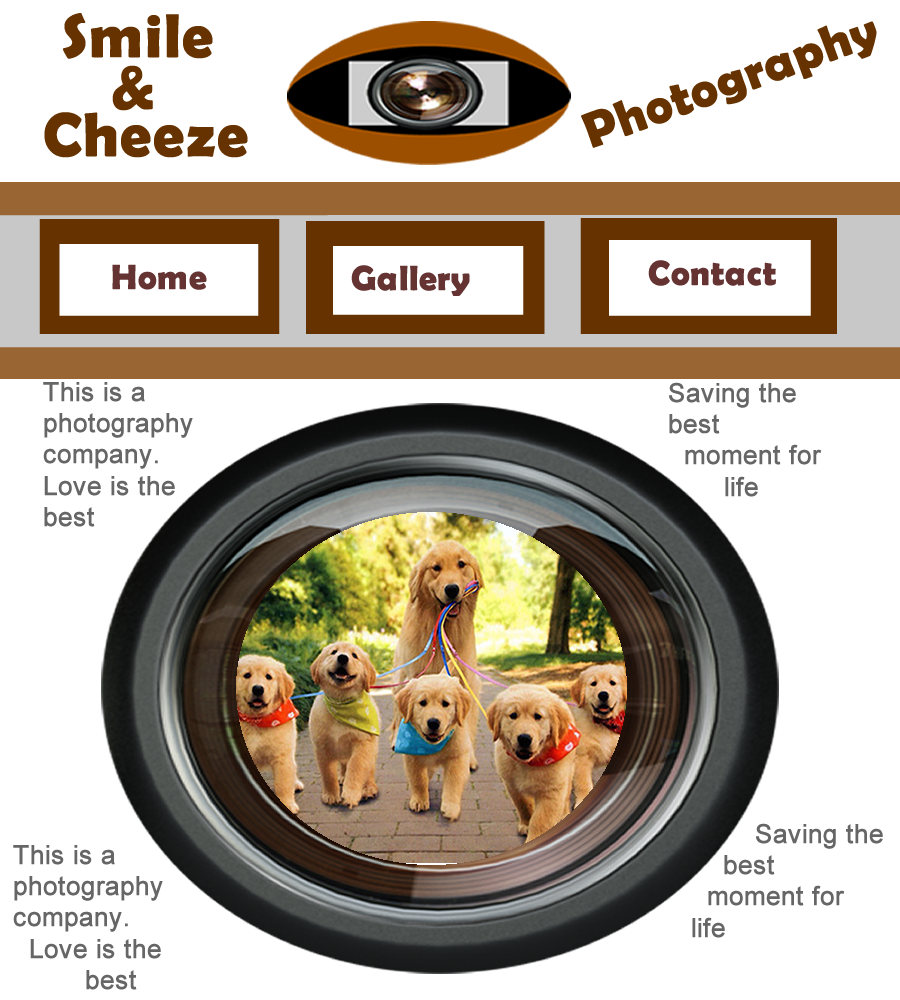 Smile
&
Cheeze
Photography
Home
Gallery
Contact
This is a
photography
company.
Love is the
best
Saving the
best
moment for
life
This is a
photography
company.
Love is the
best
Saving the
best
moment for
life